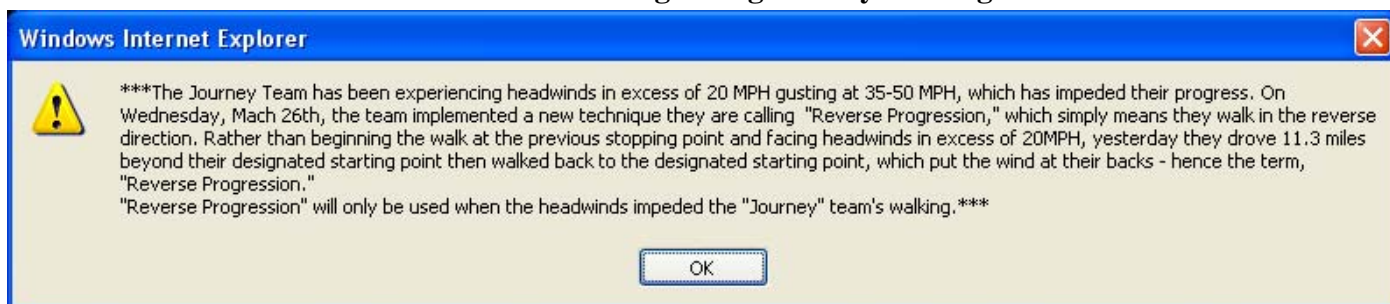 Windows Internet Explorer
***The Journey Team has been experiencing headwinds in excess of 20 MPH gusting at 35-50 MPH, which has impeded their progress. On
Wednesday, Mach 26th, the team implemented a new technique they are calling "Reverse Progression," which simply means they walk in the reverse
direction. Rather than beginning the walk at the previous stopping point and facing headwinds in excess of 20MPH, yesterday they drove 11.3 miles
beyond their designated starting point then walked back to the designated starting point, which put the wind at their backs - hence the term,
"Reverse Progression."
"Reverse Progression" will only be used when the headwinds impeded the "Journey" team's walking.***
OK